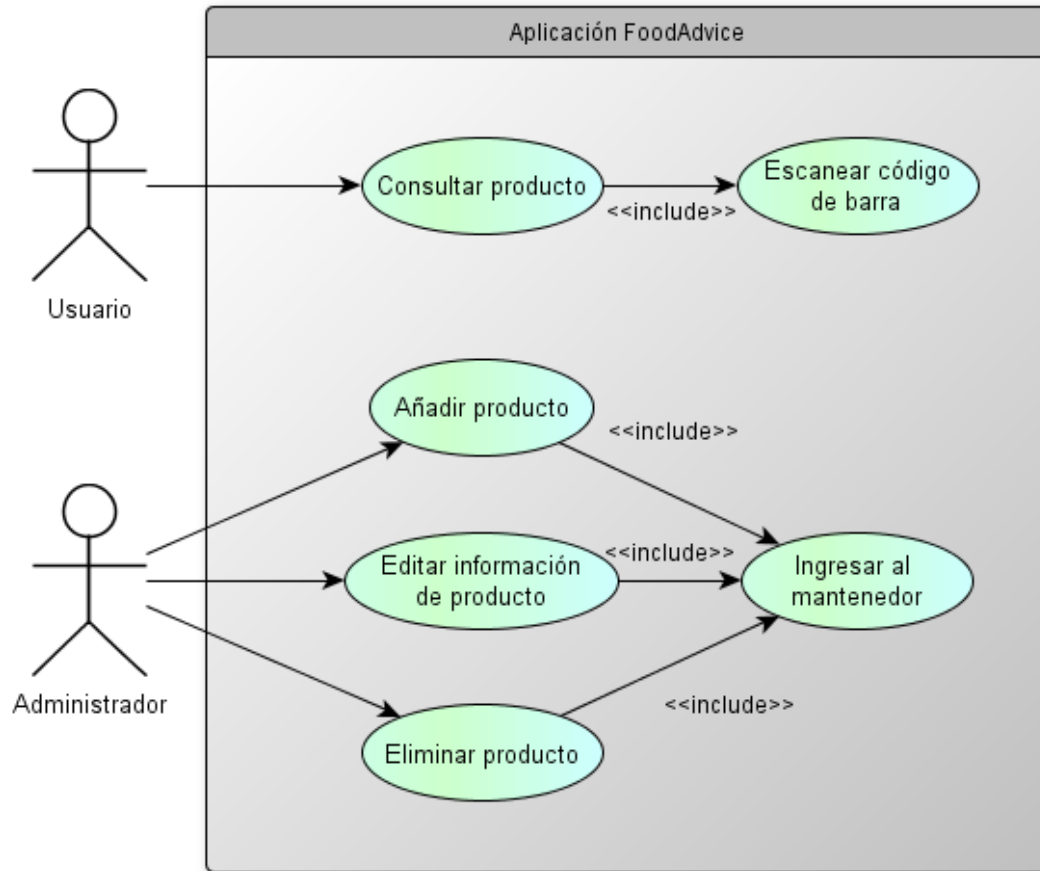 Aplicación FoodAdvice
Consultar producto
<<include>>
Escanear código
de barra
Usuario
Añadir producto
<<include>>
Editar información
de producto
<<include>>
Ingresar al
mantenedor
Administrador
Eliminar producto
<<include>>